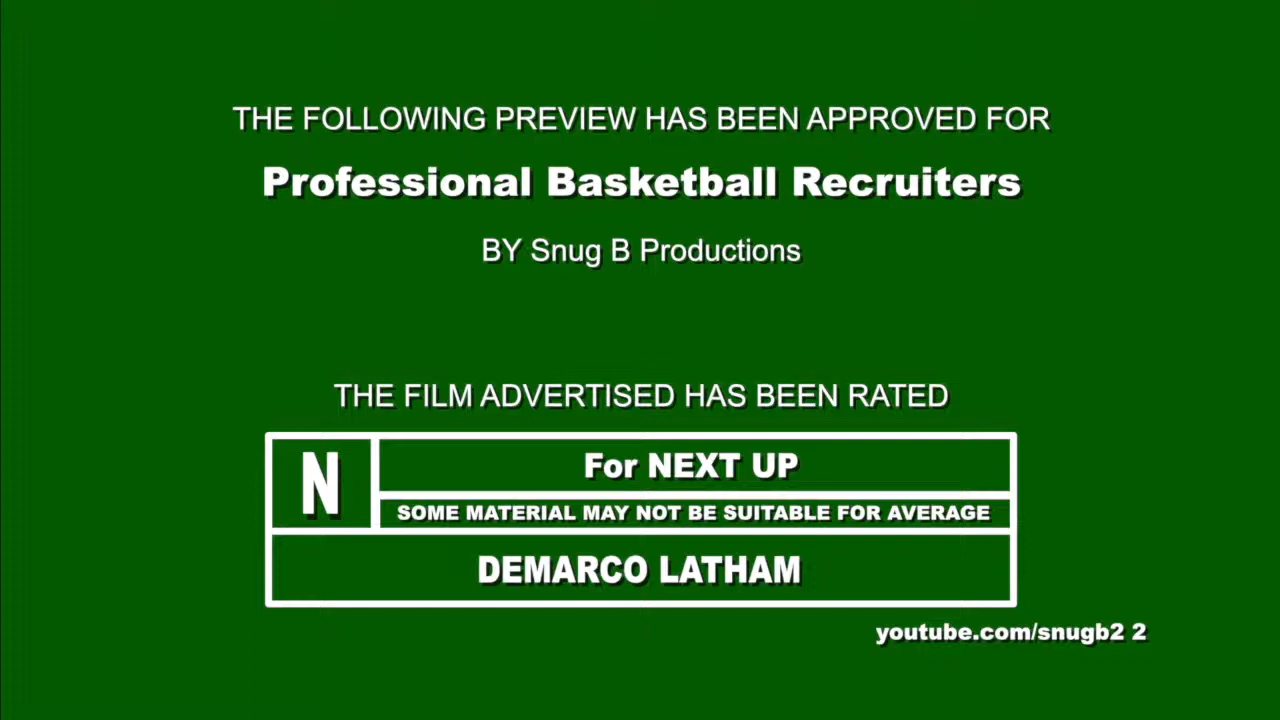 THE FOLLOWING PREVIEW HAS BEEN APPROVED FOR
Professional Basketball Recruiters
BY Snug B Productions
THE FILM ADVERTISED HAS BEEN RATED
N
For NEXT UP
SOME MATERIAL MAY NOT BE SUITABLE FOR AVERAGE
DEMARCO LATHAM
youtube.com/snugb2 2